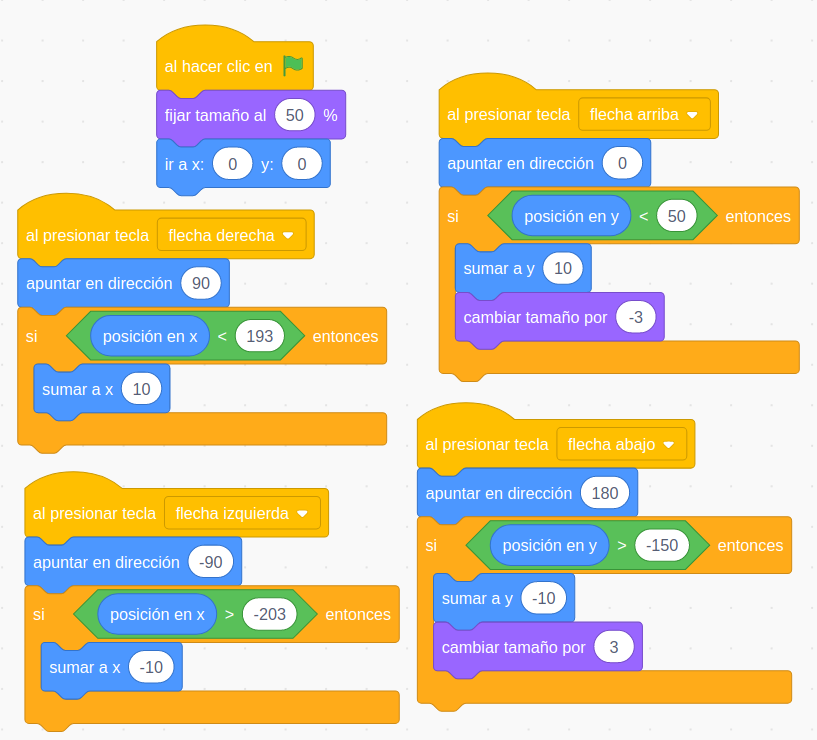 al hacer clic en
fijar tamaño al 50 %
ir a x: 0 y: 0
al presionar tecla flecha derecha
apuntar en dirección 90
si posición en x < 193 entonces
sumar a x 10
al presionar tecla flecha izquierda
apuntar en dirección -90
si posición en x > -203 entonces
sumar a x -10
al presionar tecla flecha arriba
apuntar en dirección 0
si posición en y < 50 entonces
sumar a y 10
cambiar tamaño por -3
al presionar tecla flecha abajo
apuntar en dirección 180
si posición en y > -150 entonces
sumar a y -10
cambiar tamaño por 3